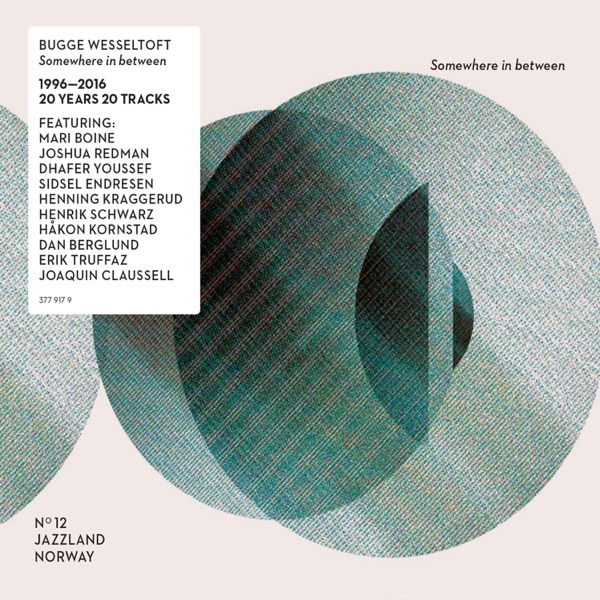 BUGGE WESSELTOFT
Somewhere in between
1996—2016
20 YEARS 20 TRACKS
FEATURING:
MARI BOINE
JOSHUA REDMAN
DHAFER YOUSSEF
SIDSEL ENDRESEN
HENNING KRAGGERUD
HENRIK SCHWARZ
HÅKON KORNSTAD
DAN BERGLUND
ERIK TRUFFAZ
JOAQUIN CLAUSSELL
377 917 9
Somewhere in between
Nº 12
JAZZLAND
NORWAY